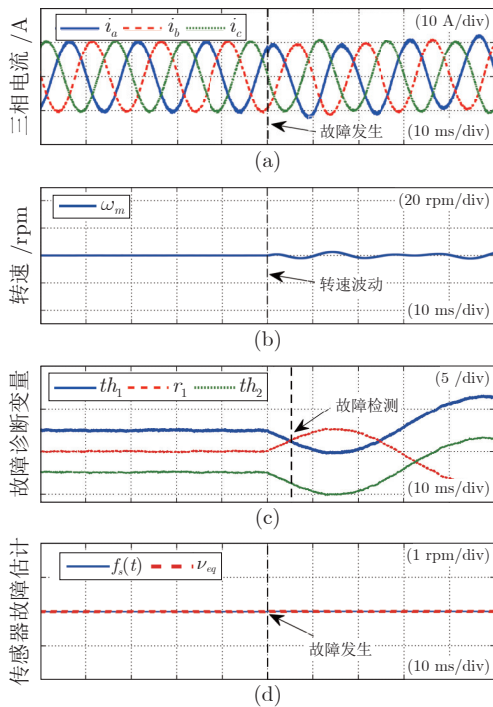 三相电流 /A
i_a i_b i_c
(10 A/div)
故障发生
(10 ms/div)
(a)
转速 /rpm
ω_m
(20 rpm/div)
转速波动
(10 ms/div)
(b)
故障诊断变量
th_1 r_1 th_2
(5 /div)
故障检测
(10 ms/div)
(c)
传感器故障估计
f_s(t) ν_eq
(1 rpm/div)
故障发生
(10 ms/div)
(d)